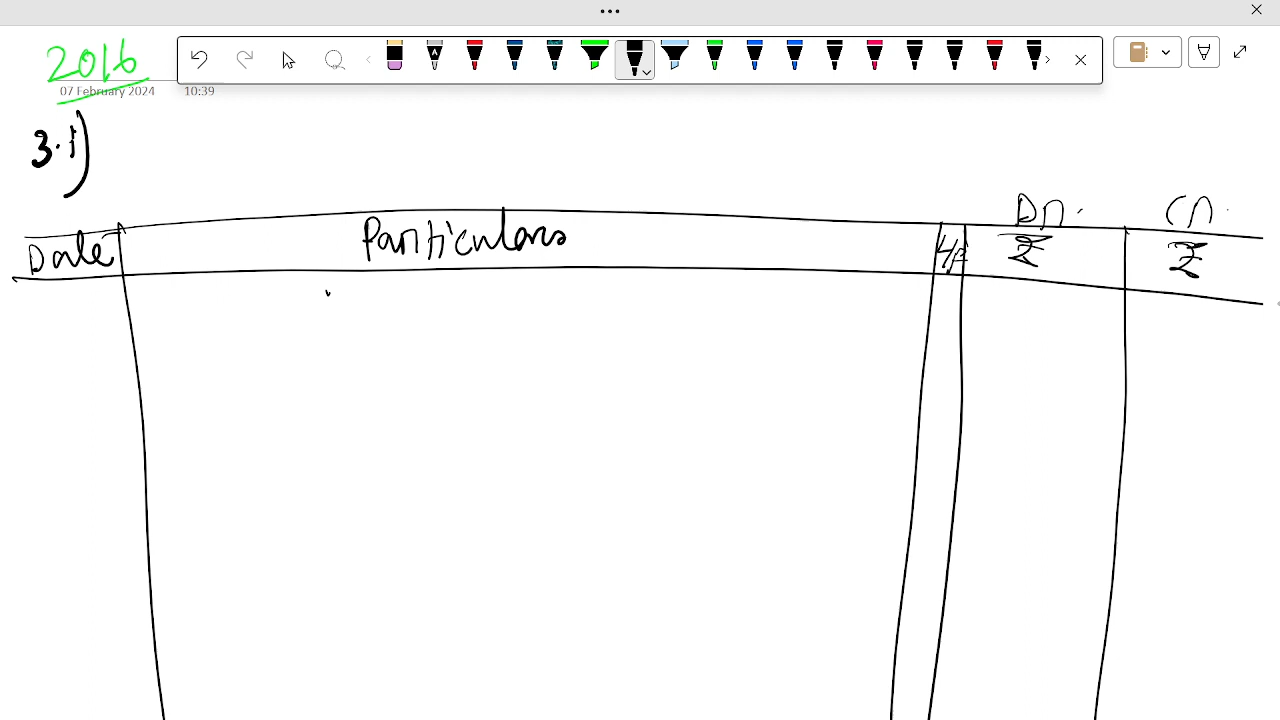 2016
07 February 2024 10:39
3.i)
Dr. Cr.
Date Particulars L/F ₹ ₹